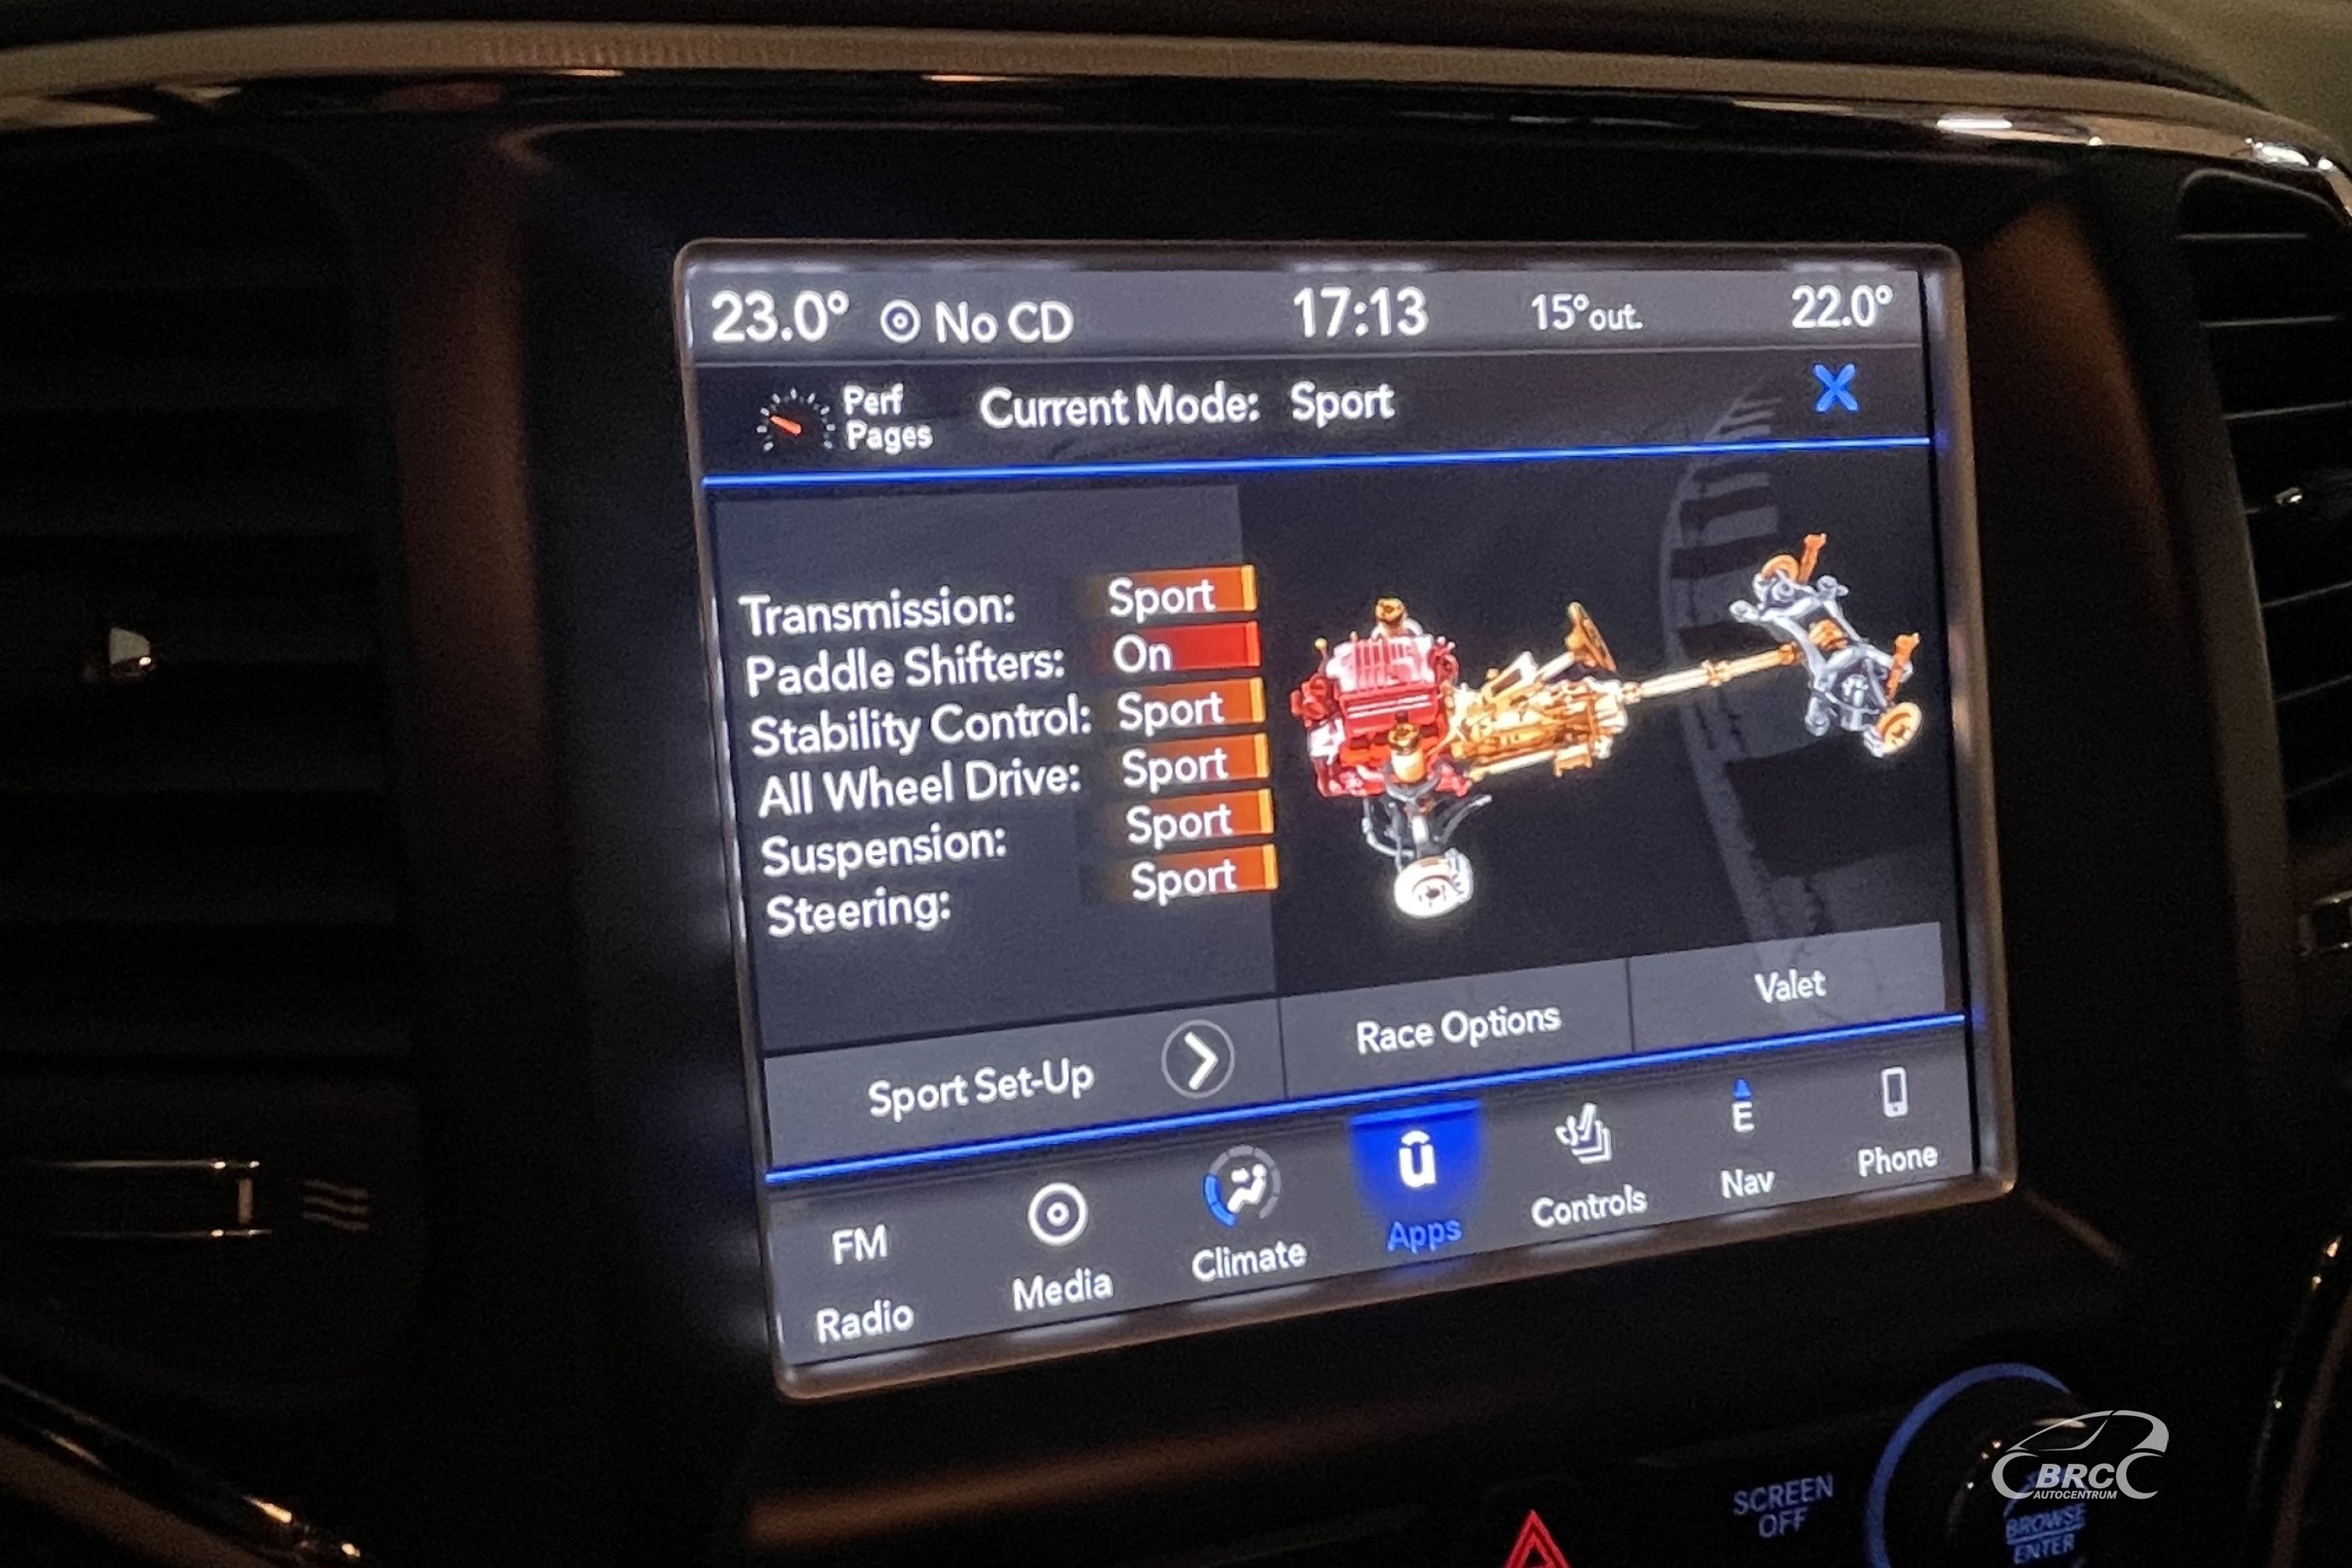 23.0° No CD 17:13 15°out. 22.0°
Perf
Pages
Current Mode: Sport
X
Transmission: Sport
Paddle Shifters: On
Stability Control: Sport
All Wheel Drive: Sport
Suspension: Sport
Steering: Sport
Sport Set-Up
Race Options
Valet
FM
Radio
Media
Climate
û
Apps
Controls
E
Nav
Phone
SCREEN
OFF
BROWSE
ENTER
BRC
AUTOCENTRUM